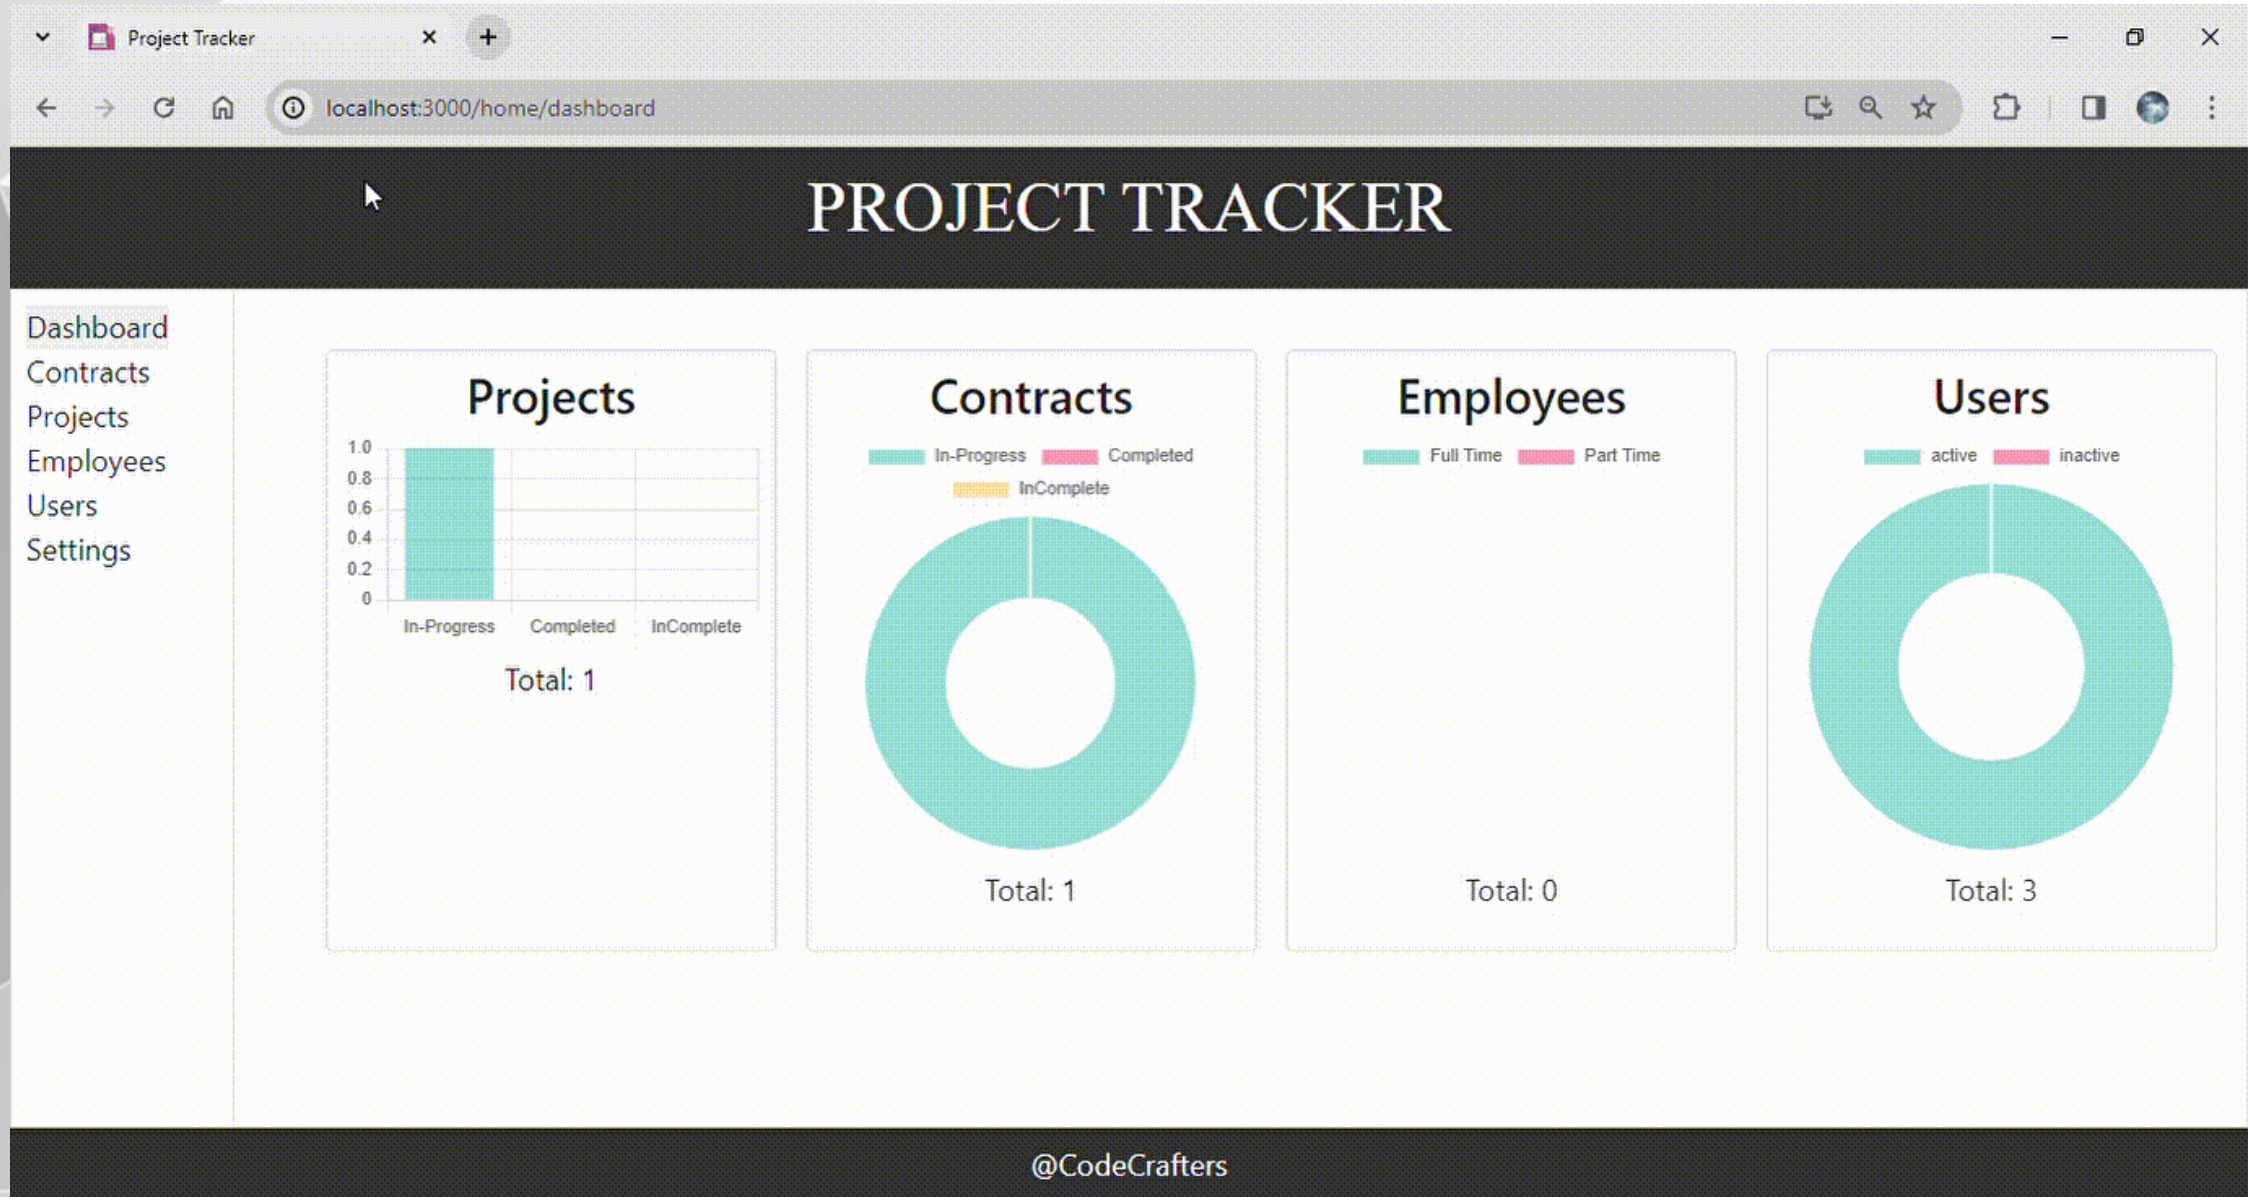 Project Tracker
localhost:3000/home/dashboard
PROJECT TRACKER
Dashboard
Contracts
Projects
Employees
Users
Settings
Projects
1.0
0.8
0.6
0.4
0.2
0
In-Progress Completed InComplete
Total: 1
Contracts
In-Progress Completed
InComplete
Total: 1
Employees
Full Time Part Time
Total: 0
Users
active inactive
Total: 3
@CodeCrafters